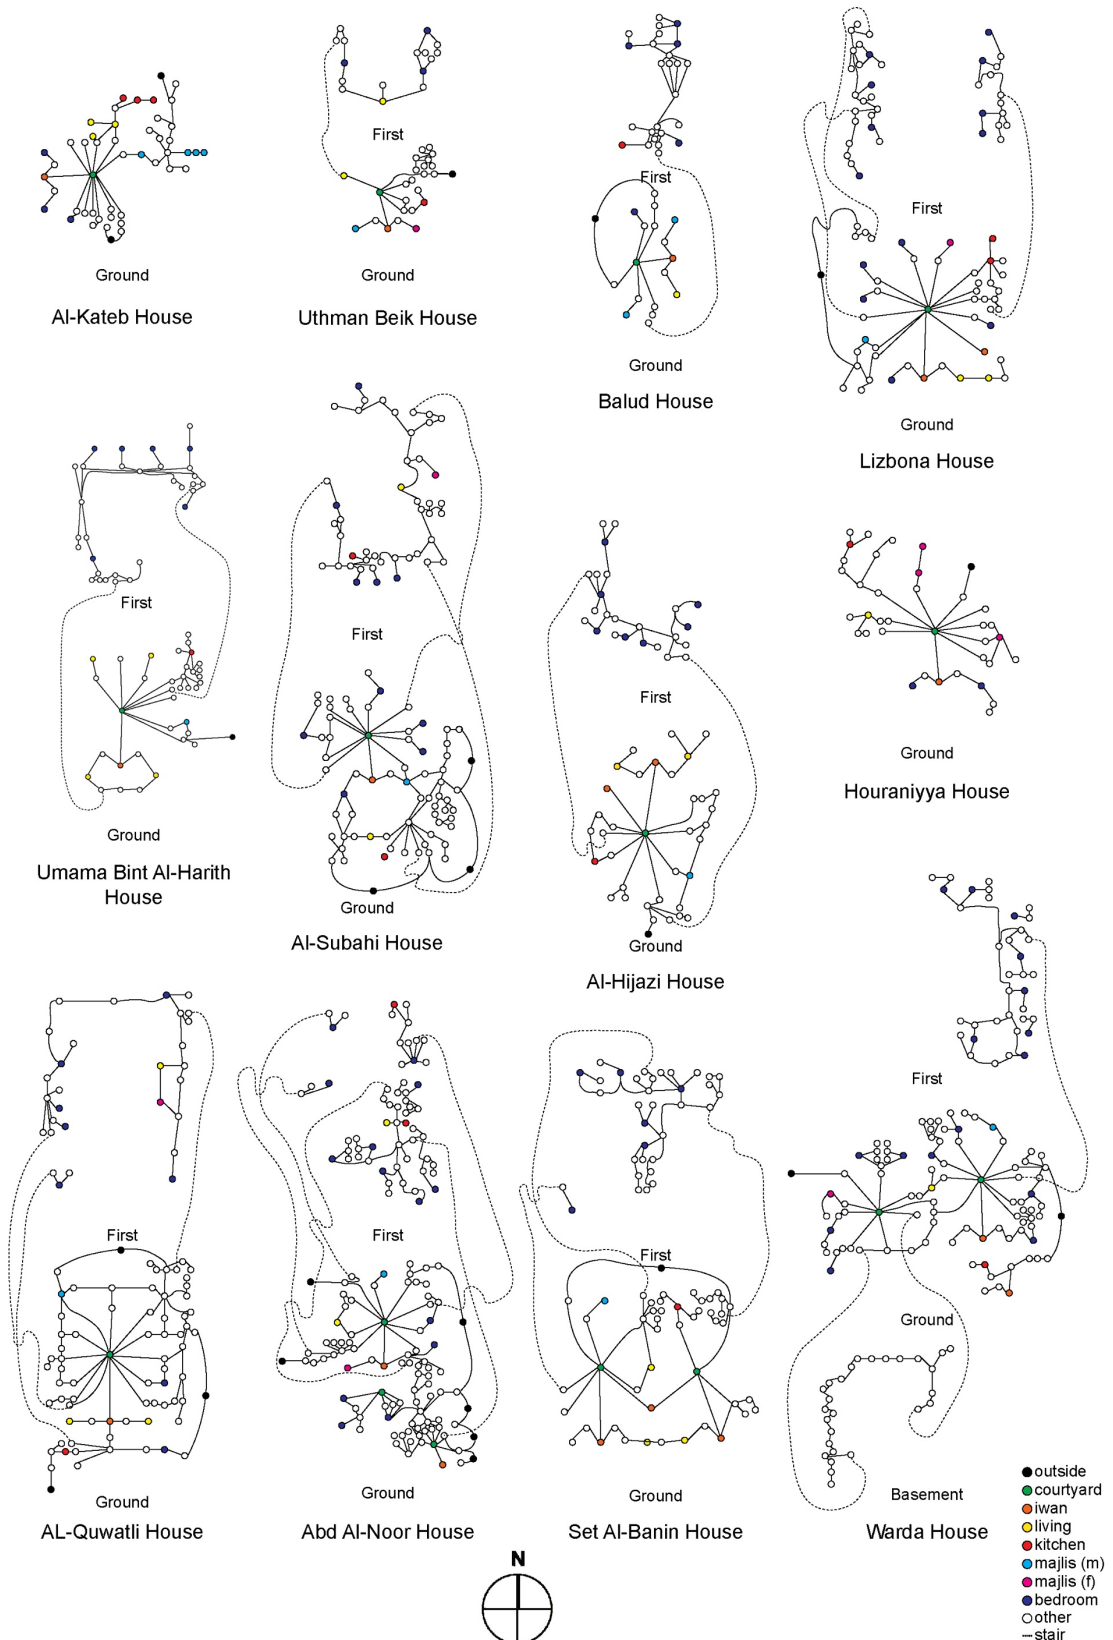 First
First
First
Ground
Ground
Al-Kateb House
Uthman Beik House
Ground
Balud House
Ground
Lizbona House
First
First
First
Ground
Houraniyya House
Ground
Umama Bint Al-Harith
House
Ground
Al-Subahi House
Ground
Al-Hijazi House
First
First
First
First
Ground
Ground
Ground
Ground
Basement
AL-Quwatli House
Abd Al-Noor House
Set Al-Banin House
Warda House
N
outside
courtyard
iwan
living
kitchen
majlis (m)
majlis (f)
bedroom
other
stair